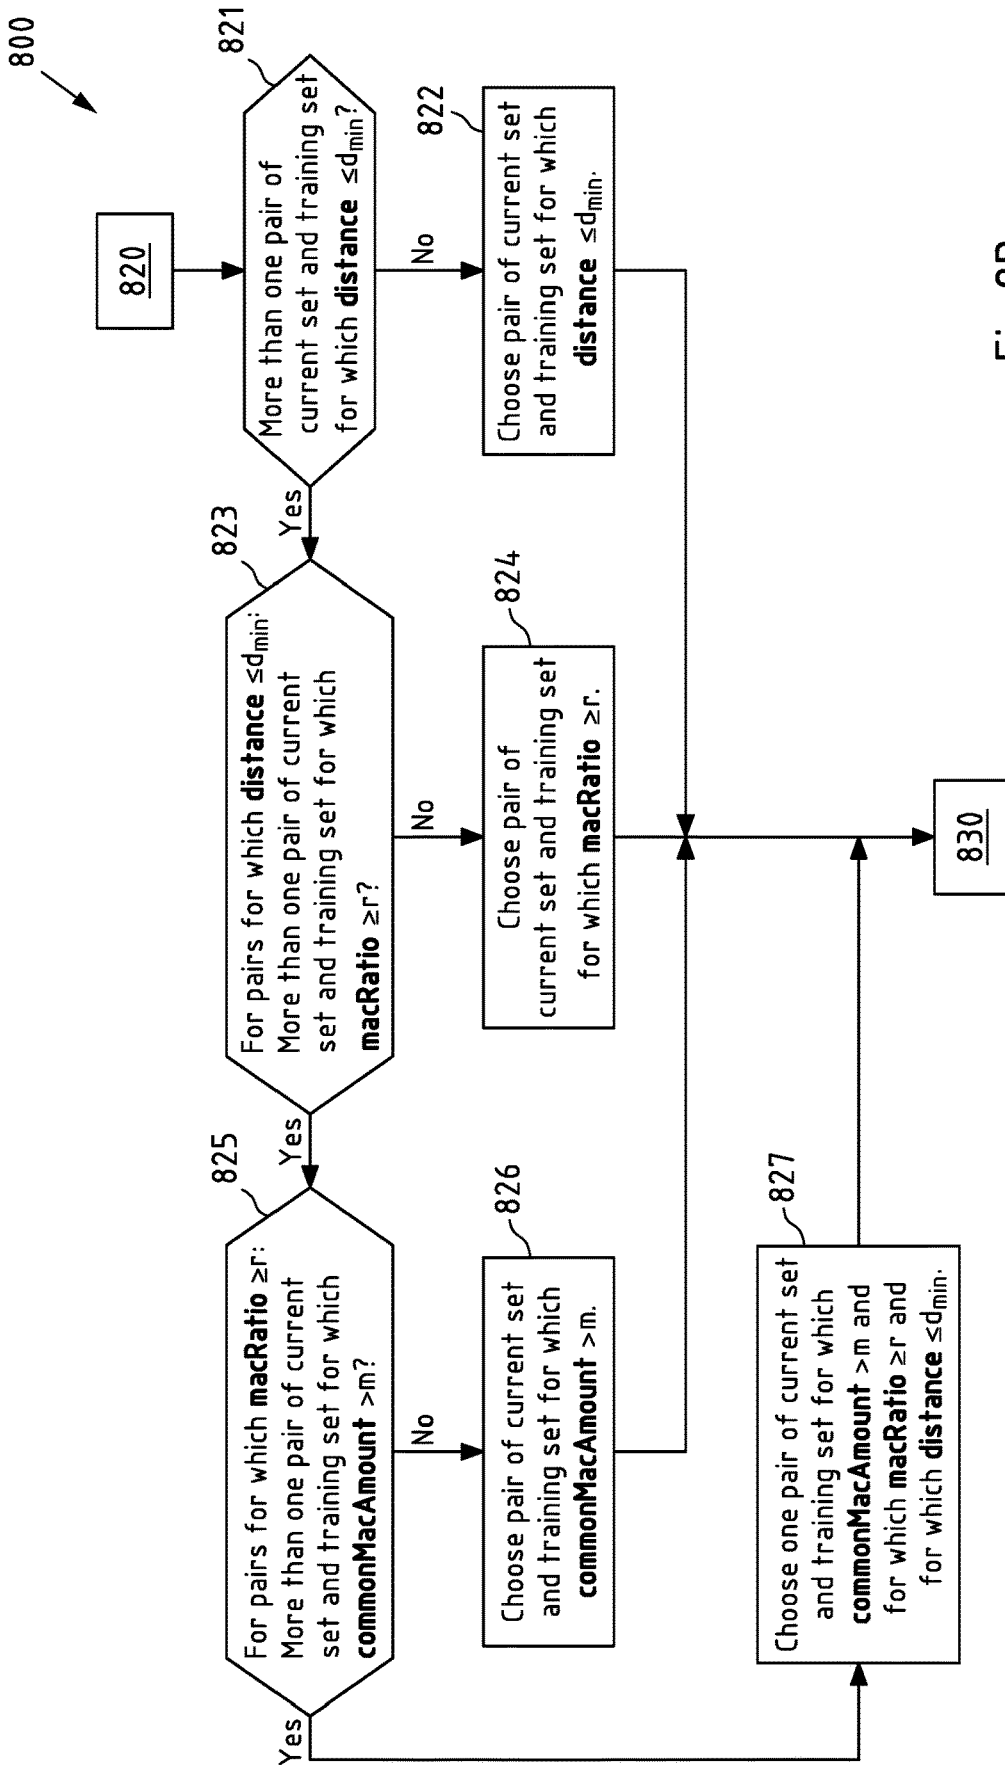 800
820
821
More than one pair of
current set and training set
for which distance ≤dmin?
Yes
No
822
Choose pair of current set
and training set for which
distance ≤dmin.
823
For pairs for which distance ≤dmin:
More than one pair of current
set and training set for which
macRatio ≥r?
Yes
No
824
Choose pair of
current set and training set
for which macRatio ≥r.
825
For pairs for which macRatio ≥r:
More than one pair of current
set and training set for which
commonMacAmount >m?
Yes
No
826
Choose pair of current set
and training set for which
commonMacAmount >m.
827
Choose one pair of current set
and training set for which
commonMacAmount >m and
for which macRatio ≥r and
for which distance ≤dmin.
830